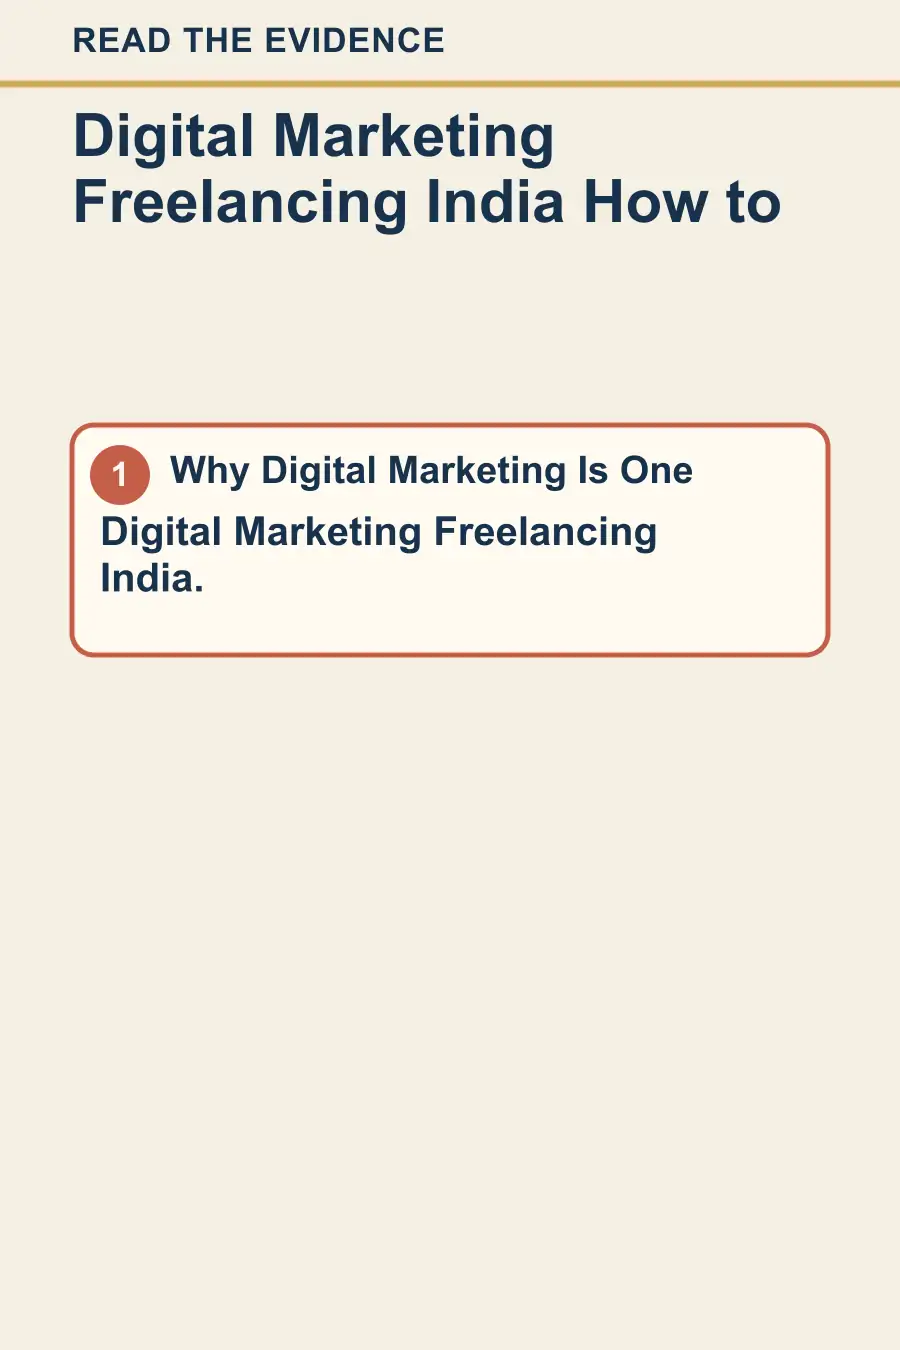 READ THE EVIDENCE
Digital Marketing
Freelancing India How to
1 Why Digital Marketing Is One
Digital Marketing Freelancing
India.